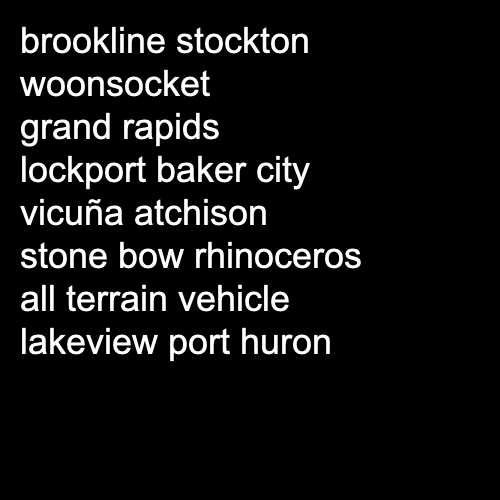 brookline stockton
woonsocket
grand rapids
lockport baker city
vicuña atchison
stone bow rhinoceros
all terrain vehicle
lakeview port huron